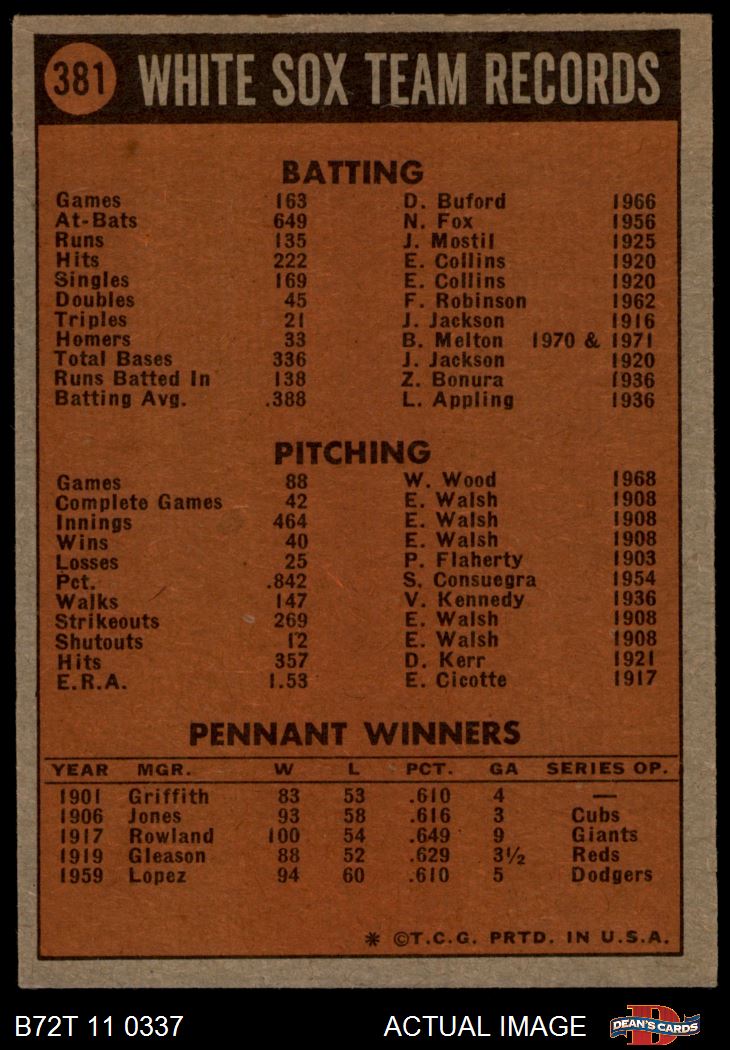 381 WHITE SOX TEAM RECORDS
BATTING
Games 163 D. Buford 1966
At-Bats 649 N. Fox 1956
Runs 135 J. Mostil 1925
Hits 222 E. Collins 1920
Singles 169 E. Collins 1920
Doubles 45 F. Robinson 1962
Triples 21 J. Jackson 1916
Homers 33 B. Melton 1970 & 1971
Total Bases 336 J. Jackson 1920
Runs Batted In 138 Z. Bonura 1936
Batting Avg. .388 L. Appling 1936
PITCHING
Games 88 W. Wood 1968
Complete Games 42 E. Walsh 1908
Innings 464 E. Walsh 1908
Wins 40 E. Walsh 1908
Losses 25 P. Flaherty 1903
Pct. .842 S. Consuegra 1954
Walks 147 V. Kennedy 1936
Strikeouts 269 E. Walsh 1908
Shutouts 12 E. Walsh 1908
Hits 357 D. Kerr 1921
E.R.A. 1.53 E. Cicotte 1917
PENNANT WINNERS
YEAR MGR. W L PCT. GA SERIES OP.
1901 Griffith 83 53 .610 4 —
1906 Jones 93 58 .616 3 Cubs
1917 Rowland 100 54 .649 9 Giants
1919 Gleason 88 52 .629 3½ Reds
1959 Lopez 94 60 .610 5 Dodgers
* ©T.C.G. PRTD. IN U.S.A.
B72T 11 0337 ACTUAL IMAGE D DEAN'S CARDS